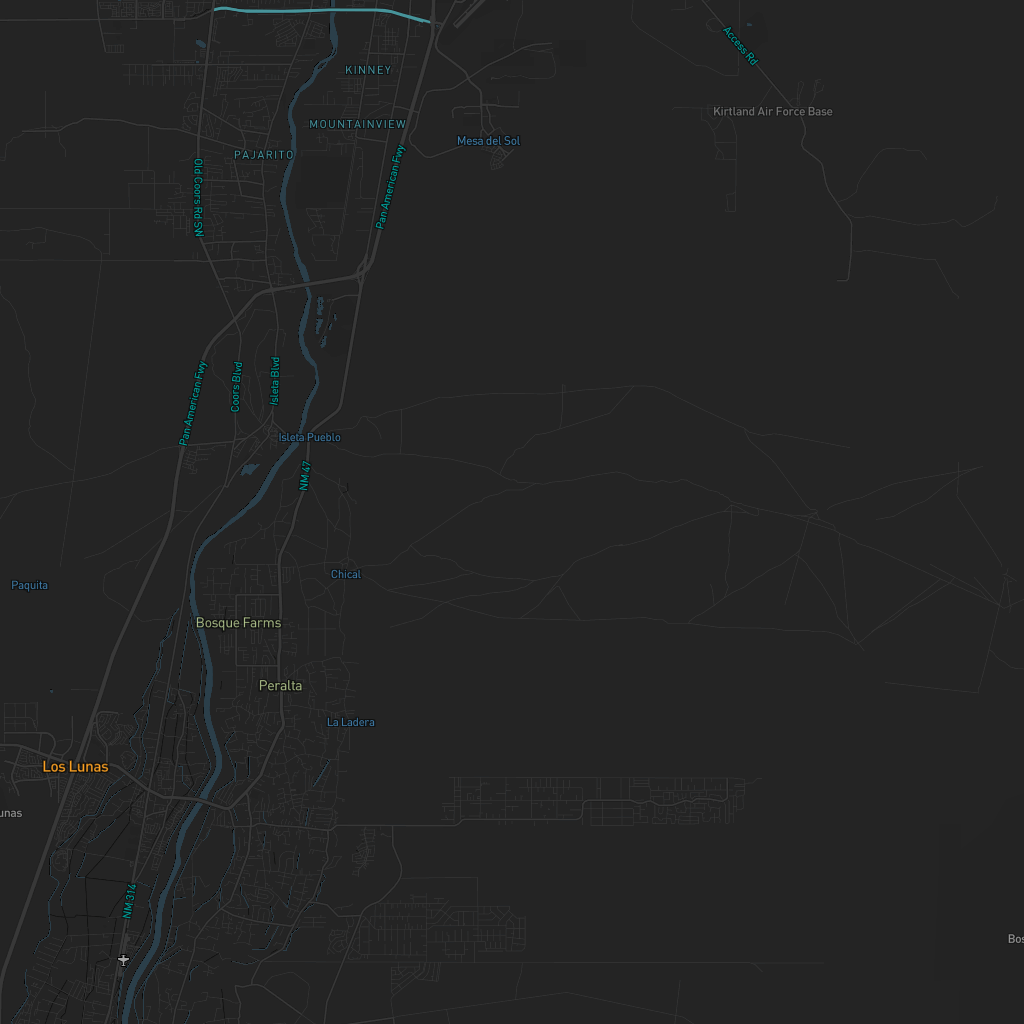 Access Rd
KINNEY
Kirtland Air Force Base
MOUNTAINVIEW
Mesa del Sol
PAJARITO
Old Coors Rd SW
Pan American Fwy
Pan American Fwy
Coors Blvd
Isleta Blvd
Isleta Pueblo
NM 47
Chical
Paquita
Bosque Farms
Peralta
La Ladera
Los Lunas
unas
NM 314
Bos